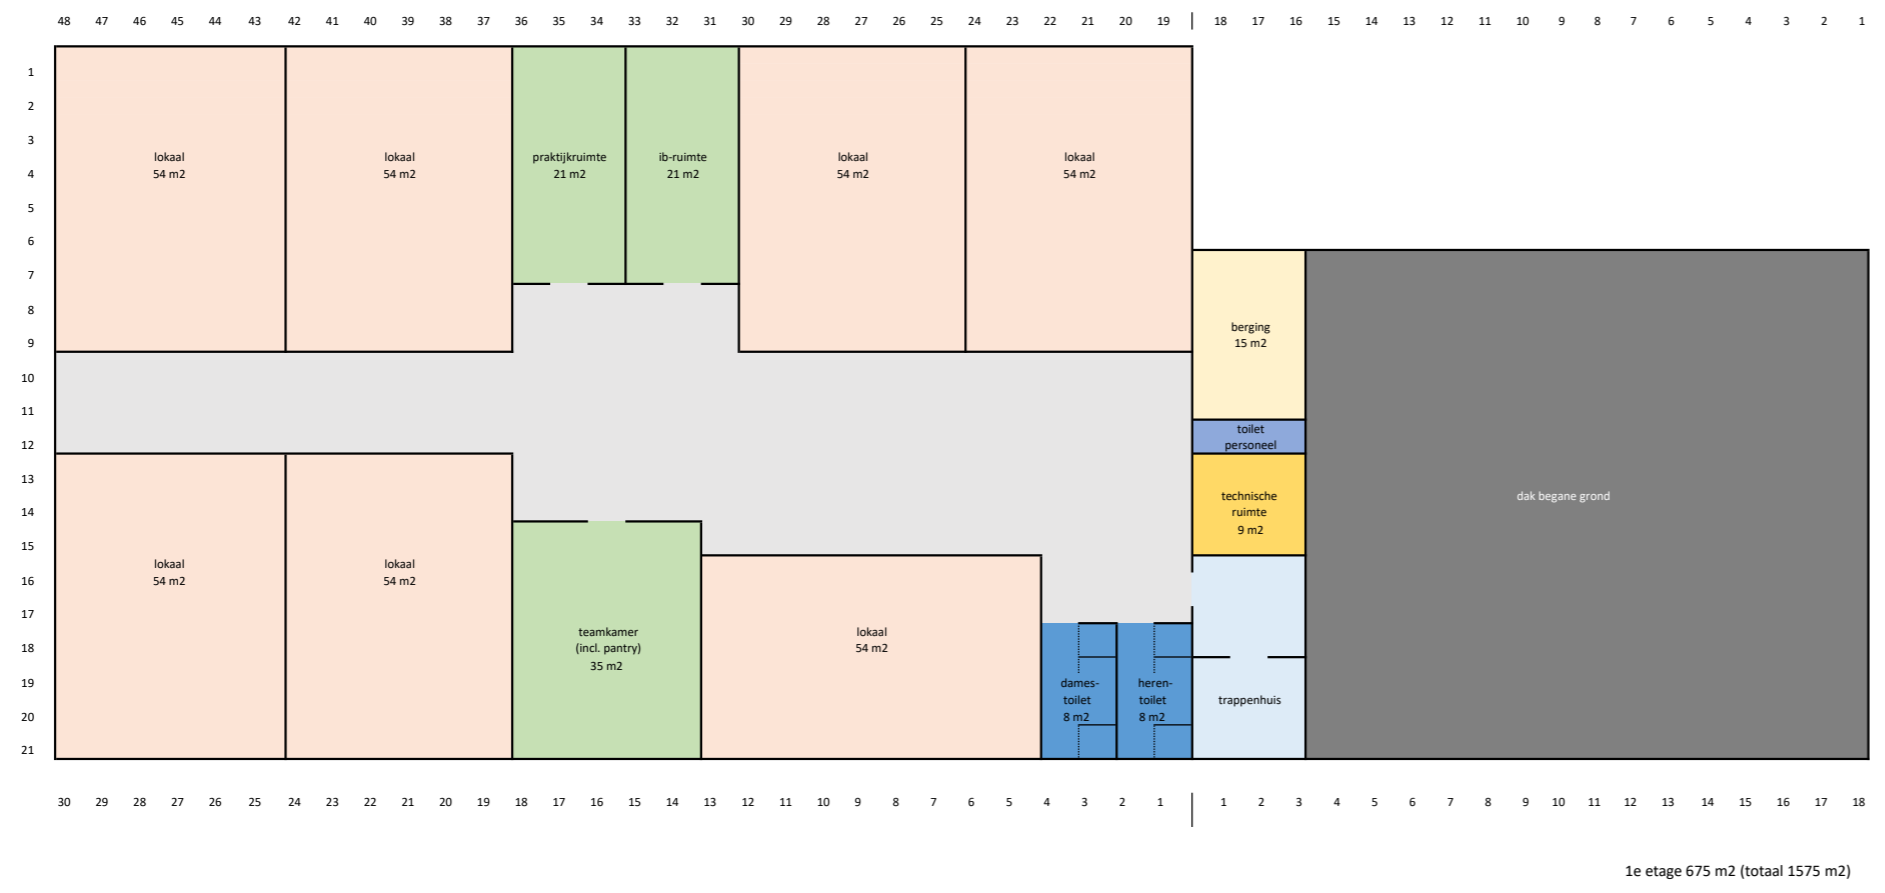 48 47 46 45 44 43 42 41 40 39 38 37 36 35 34 33 32 31 30 29 28 27 26 25 24 23 22 21 20 19 18 17 16 15 14 13 12 11 10 9 8 7 6 5 4 3 2 1
1
2
3
lokaal lokaal praktijkruimte ib-ruimte lokaal lokaal
4 54 m2 54 m2 21 m2 21 m2 54 m2 54 m2
5
6
7
8
berging
9 15 m2
10
11
toilet
12 personeel
13
technische
14 ruimte
dak begane grond
9 m2
15
lokaal lokaal
16 54 m2 54 m2
17
teamkamer lokaal
18 (incl. pantry) 54 m2
35 m2
19 dames- heren-
toilet toilet trappenhuis
20 8 m2 8 m2
21
30 29 28 27 26 25 24 23 22 21 20 19 18 17 16 15 14 13 12 11 10 9 8 7 6 5 4 3 2 1 1 2 3 4 5 6 7 8 9 10 11 12 13 14 15 16 17 18
1e etage 675 m2 (totaal 1575 m2)